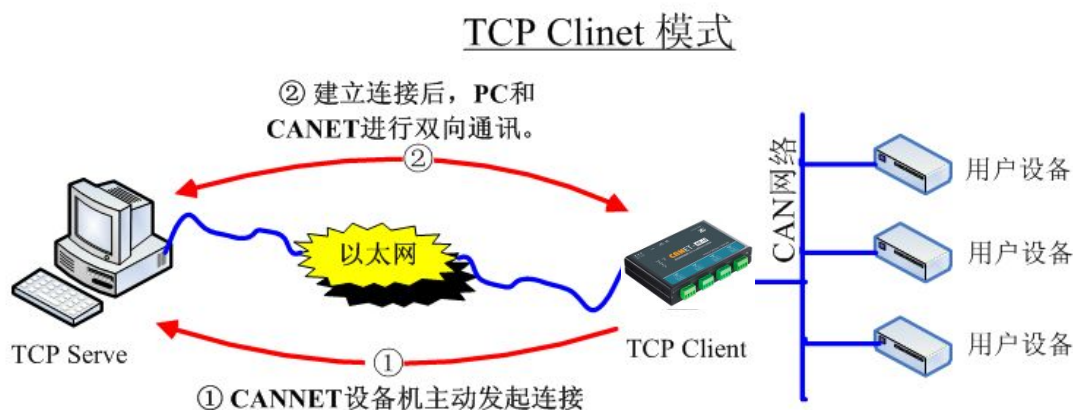 TCP Clinet 模式
② 建立连接后，PC和
CANET进行双向通讯。
②
CAN网络
用户设备
以太网
CANET
用户设备
TCP Serve
TCP Client
用户设备
①
① CANNET设备机主动发起连接